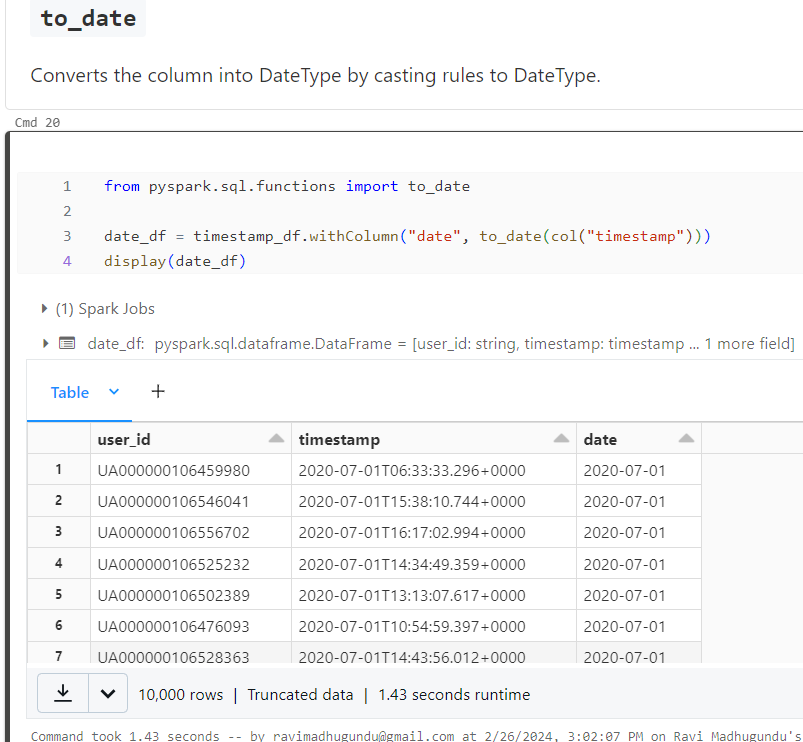 to_date
Converts the column into DateType by casting rules to DateType.
Cmd 20
1 from pyspark.sql.functions import to_date
2
3 date_df = timestamp_df.withColumn("date", to_date(col("timestamp")))
4 display(date_df)
(1) Spark Jobs
date_df: pyspark.sql.dataframe.DataFrame = [user_id: string, timestamp: timestamp ... 1 more field]
Table +
user_id timestamp date
1 UA000000106459980 2020-07-01T06:33:33.296+0000 2020-07-01
2 UA000000106546041 2020-07-01T15:38:10.744+0000 2020-07-01
3 UA000000106556702 2020-07-01T16:17:02.994+0000 2020-07-01
4 UA000000106525232 2020-07-01T14:34:49.359+0000 2020-07-01
5 UA000000106502389 2020-07-01T13:13:07.617+0000 2020-07-01
6 UA000000106476093 2020-07-01T10:54:59.397+0000 2020-07-01
7 UA000000106528363 2020-07-01T14:43:56.012+0000 2020-07-01
10,000 rows | Truncated data | 1.43 seconds runtime
Command took 1.43 seconds -- by ravimadhugundu@gmail.com at 2/26/2024, 3:02:07 PM on Ravi Madhugundu's